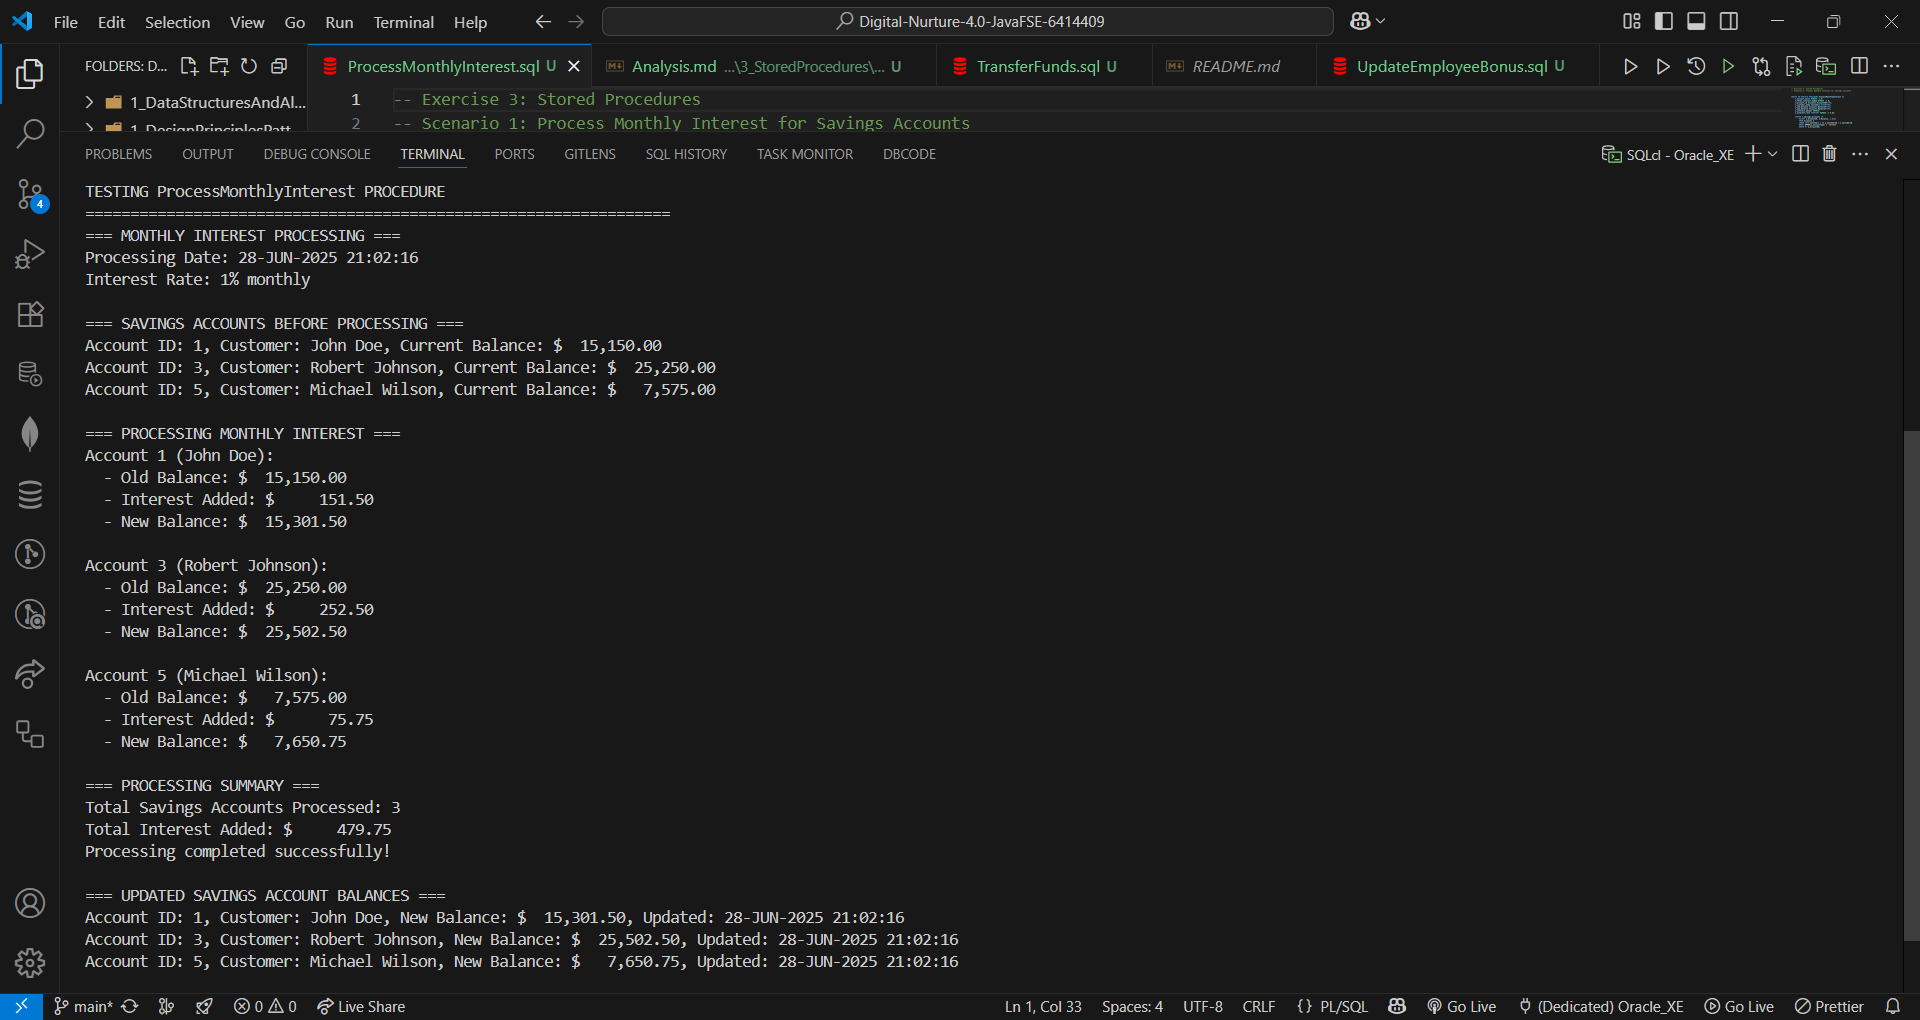 File Edit Selection View Go Run Terminal Help
Digital-Nurture-4.0-JavaFSE-6414409
FOLDERS: D...
ProcessMonthlyInterest.sql U
Analysis.md ...\3_StoredProcedures\... U
TransferFunds.sql U
README.md
UpdateEmployeeBonus.sql U
1_DataStructuresAndAl...
1 -- Exercise 3: Stored Procedures
1_DesignPrinciplesPatt...
2 -- Scenario 1: Process Monthly Interest for Savings Accounts
PROBLEMS OUTPUT DEBUG CONSOLE TERMINAL PORTS GITLENS SQL HISTORY TASK MONITOR DBCODE
SQLcl - Oracle_XE
4
TESTING ProcessMonthlyInterest PROCEDURE
=================================================================
=== MONTHLY INTEREST PROCESSING ===
Processing Date: 28-JUN-2025 21:02:16
Interest Rate: 1% monthly
=== SAVINGS ACCOUNTS BEFORE PROCESSING ===
Account ID: 1, Customer: John Doe, Current Balance: $  15,150.00
Account ID: 3, Customer: Robert Johnson, Current Balance: $  25,250.00
Account ID: 5, Customer: Michael Wilson, Current Balance: $   7,575.00
=== PROCESSING MONTHLY INTEREST ===
Account 1 (John Doe):
- Old Balance: $  15,150.00
- Interest Added: $     151.50
- New Balance: $  15,301.50
Account 3 (Robert Johnson):
- Old Balance: $  25,250.00
- Interest Added: $     252.50
- New Balance: $  25,502.50
Account 5 (Michael Wilson):
- Old Balance: $   7,575.00
- Interest Added: $      75.75
- New Balance: $   7,650.75
=== PROCESSING SUMMARY ===
Total Savings Accounts Processed: 3
Total Interest Added: $     479.75
Processing completed successfully!
=== UPDATED SAVINGS ACCOUNT BALANCES ===
Account ID: 1, Customer: John Doe, New Balance: $  15,301.50, Updated: 28-JUN-2025 21:02:16
Account ID: 3, Customer: Robert Johnson, New Balance: $  25,502.50, Updated: 28-JUN-2025 21:02:16
Account ID: 5, Customer: Michael Wilson, New Balance: $   7,650.75, Updated: 28-JUN-2025 21:02:16
main* 0 0 Live Share
Ln 1, Col 33 Spaces: 4 UTF-8 CRLF {} PL/SQL Go Live (Dedicated) Oracle_XE Go Live Prettier